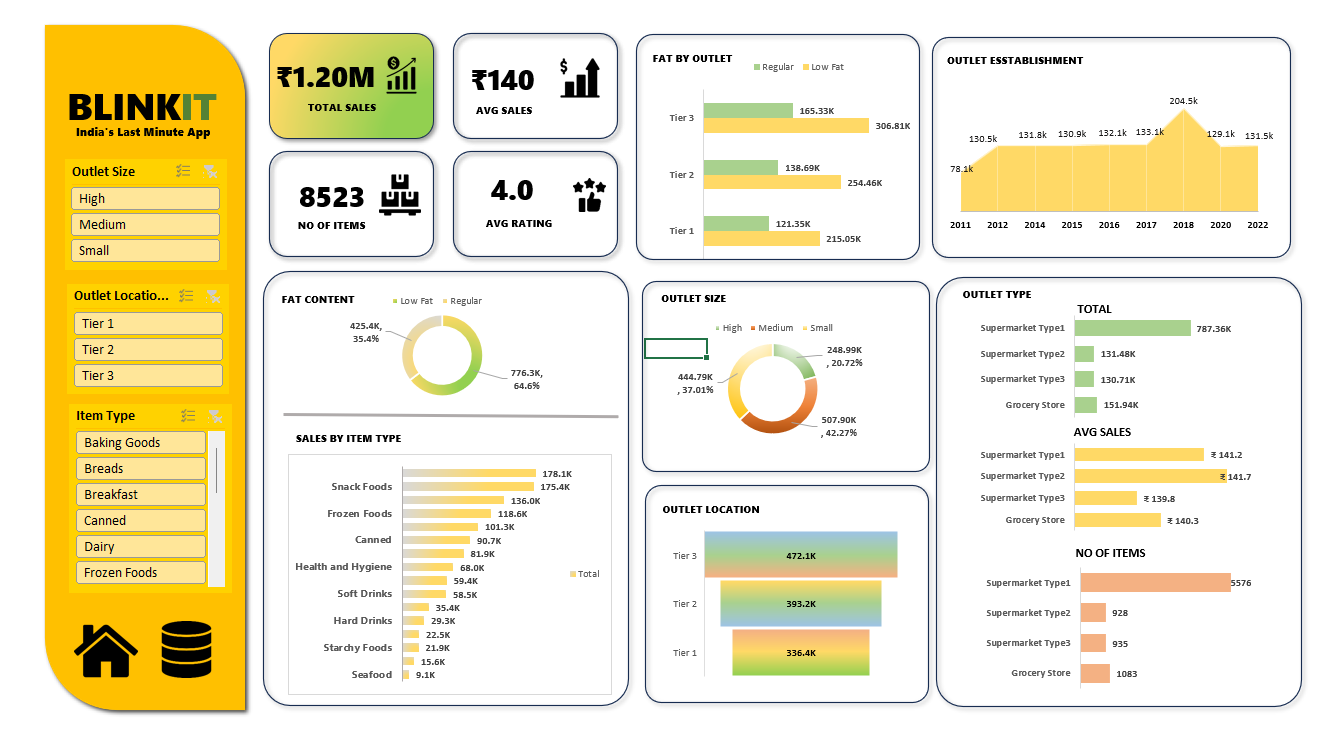 BLINKIT
India's Last Minute App
Outlet Size
High
Medium
Small
Outlet Locatio...
Tier 1
Tier 2
Tier 3
Item Type
Baking Goods
Breads
Breakfast
Canned
Dairy
Frozen Foods
₹1.20M
TOTAL SALES
₹140
AVG SALES
8523
NO OF ITEMS
4.0
AVG RATING
FAT BY OUTLET
Regular Low Fat
Tier 3
165.33K
306.81K
Tier 2
138.69K
254.46K
Tier 1
121.35K
215.05K
OUTLET ESSTABLISHMENT
78.1k
130.5k
131.8k
130.9k
132.1k
133.1k
204.5k
129.1k
131.5k
2011 2012 2014 2015 2016 2017 2018 2020 2022
FAT CONTENT
Low Fat Regular
425.4K,
35.4%
776.3K,
64.6%
SALES BY ITEM TYPE
178.1K
Snack Foods 175.4K
136.0K
Frozen Foods 118.6K
101.3K
Canned 90.7K
81.9K
Health and Hygiene 68.0K
59.4K
Soft Drinks 58.5K
35.4K
Hard Drinks 29.3K
22.5K
Starchy Foods 21.9K
15.6K
Seafood 9.1K
Total
OUTLET SIZE
High Medium Small
248.99K
, 20.72%
444.79K
, 37.01%
507.90K
, 42.27%
OUTLET LOCATION
Tier 3 472.1K
Tier 2 393.2K
Tier 1 336.4K
OUTLET TYPE
TOTAL
Supermarket Type1 787.36K
Supermarket Type2 131.48K
Supermarket Type3 130.71K
Grocery Store 151.94K
AVG SALES
Supermarket Type1 ₹ 141.2
Supermarket Type2 ₹ 141.7
Supermarket Type3 ₹ 139.8
Grocery Store ₹ 140.3
NO OF ITEMS
Supermarket Type1 5576
Supermarket Type2 928
Supermarket Type3 935
Grocery Store 1083